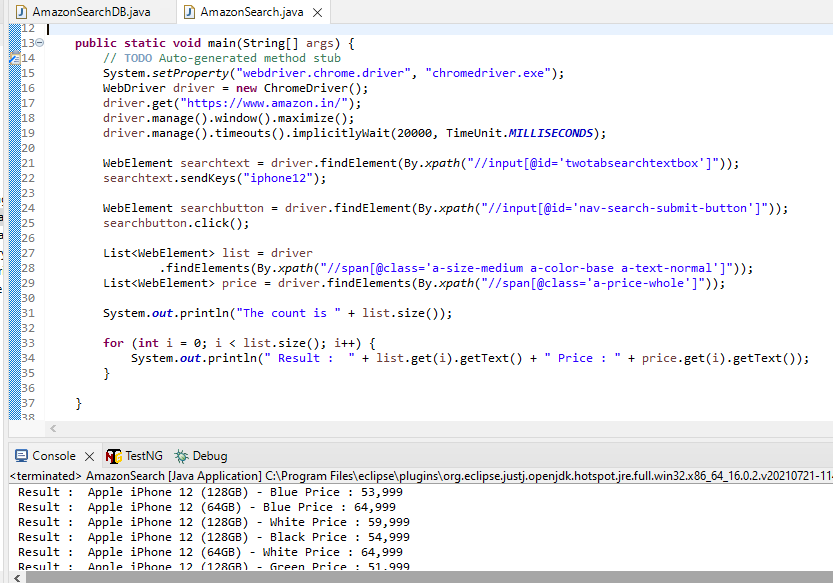 AmazonSearchDB.java AmazonSearch.java
12
13 public static void main(String[] args) {
14 // TODO Auto-generated method stub
15 System.setProperty("webdriver.chrome.driver", "chromedriver.exe");
16 WebDriver driver = new ChromeDriver();
17 driver.get("https://www.amazon.in/");
18 driver.manage().window().maximize();
19 driver.manage().timeouts().implicitlyWait(20000, TimeUnit.MILLISECONDS);
20
21 WebElement searchtext = driver.findElement(By.xpath("//input[@id='twotabsearchtextbox']"));
22 searchtext.sendKeys("iphone12");
23
24 WebElement searchbutton = driver.findElement(By.xpath("//input[@id='nav-search-submit-button']"));
25 searchbutton.click();
26
27 List<WebElement> list = driver
28 .findElements(By.xpath("//span[@class='a-size-medium a-color-base a-text-normal']"));
29 List<WebElement> price = driver.findElements(By.xpath("//span[@class='a-price-whole']"));
30
31 System.out.println("The count is " + list.size());
32
33 for (int i = 0; i < list.size(); i++) {
34 System.out.println(" Result :  " + list.get(i).getText() + " Price : " + price.get(i).getText());
35 }
36
37 }
38
Console TestNG Debug
<terminated> AmazonSearch [Java Application] C:\Program Files\eclipse\plugins\org.eclipse.justj.openjdk.hotspot.jre.full.win32.x86_64_16.0.2.v20210721-11
Result :  Apple iPhone 12 (128GB) - Blue Price : 53,999
Result :  Apple iPhone 12 (64GB) - Blue Price : 64,999
Result :  Apple iPhone 12 (128GB) - White Price : 59,999
Result :  Apple iPhone 12 (128GB) - Black Price : 54,999
Result :  Apple iPhone 12 (64GB) - White Price : 64,999
Result :  Apple iPhone 12 (128GB) - Green Price : 51,999